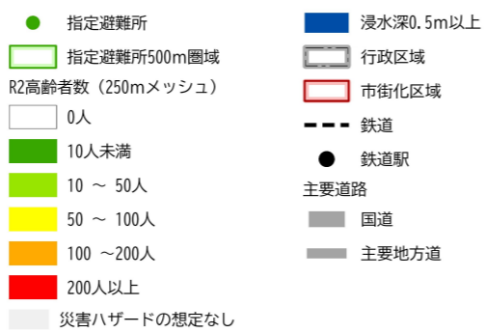 指定避難所
指定避難所500m圏域
R2高齢者数（250mメッシュ）
0人
10人未満
10 ～ 50人
50 ～ 100人
100 ～200人
200人以上
災害ハザードの想定なし
浸水深0.5m以上
行政区域
市街化区域
鉄道
鉄道駅
主要道路
国道
主要地方道